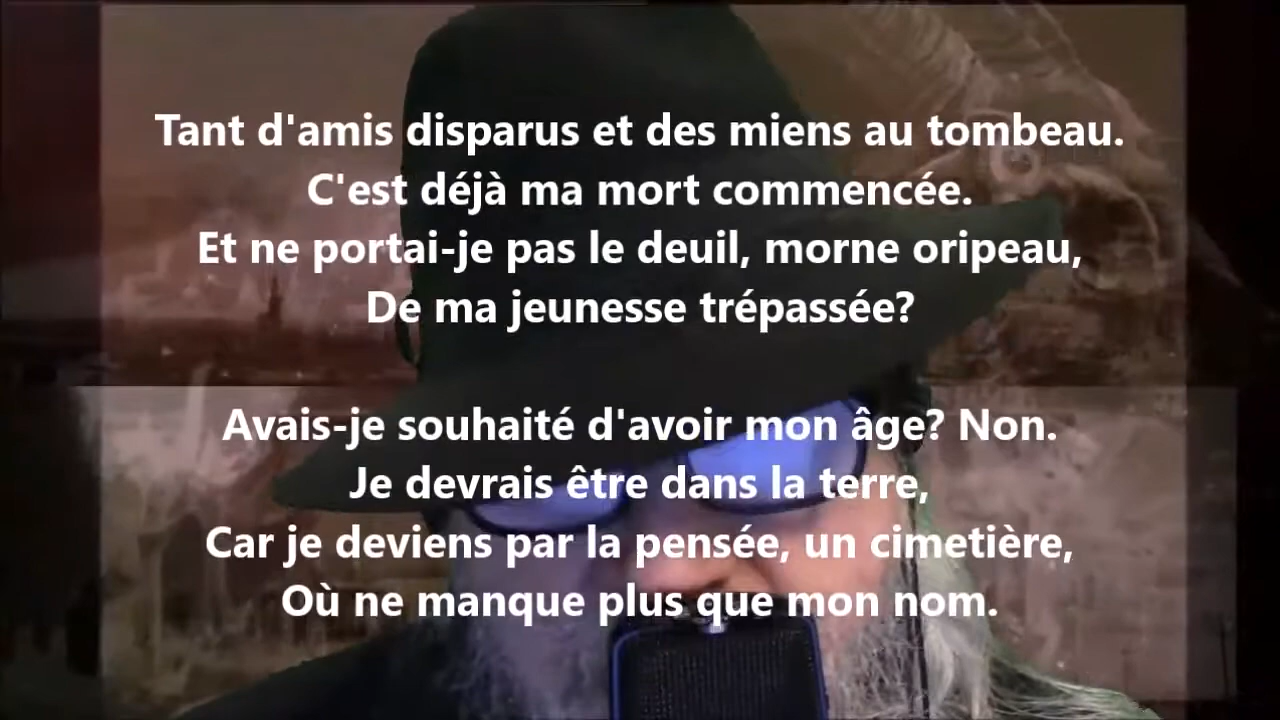 Tant d'amis disparus et des miens au tombeau.
C'est déjà ma mort commencée.
Et ne portai-je pas le deuil, morne oripeau,
De ma jeunesse trépassée?
Avais-je souhaité d'avoir mon âge? Non.
Je devrais être dans la terre,
Car je deviens par la pensée, un cimetière,
Où ne manque plus que mon nom.